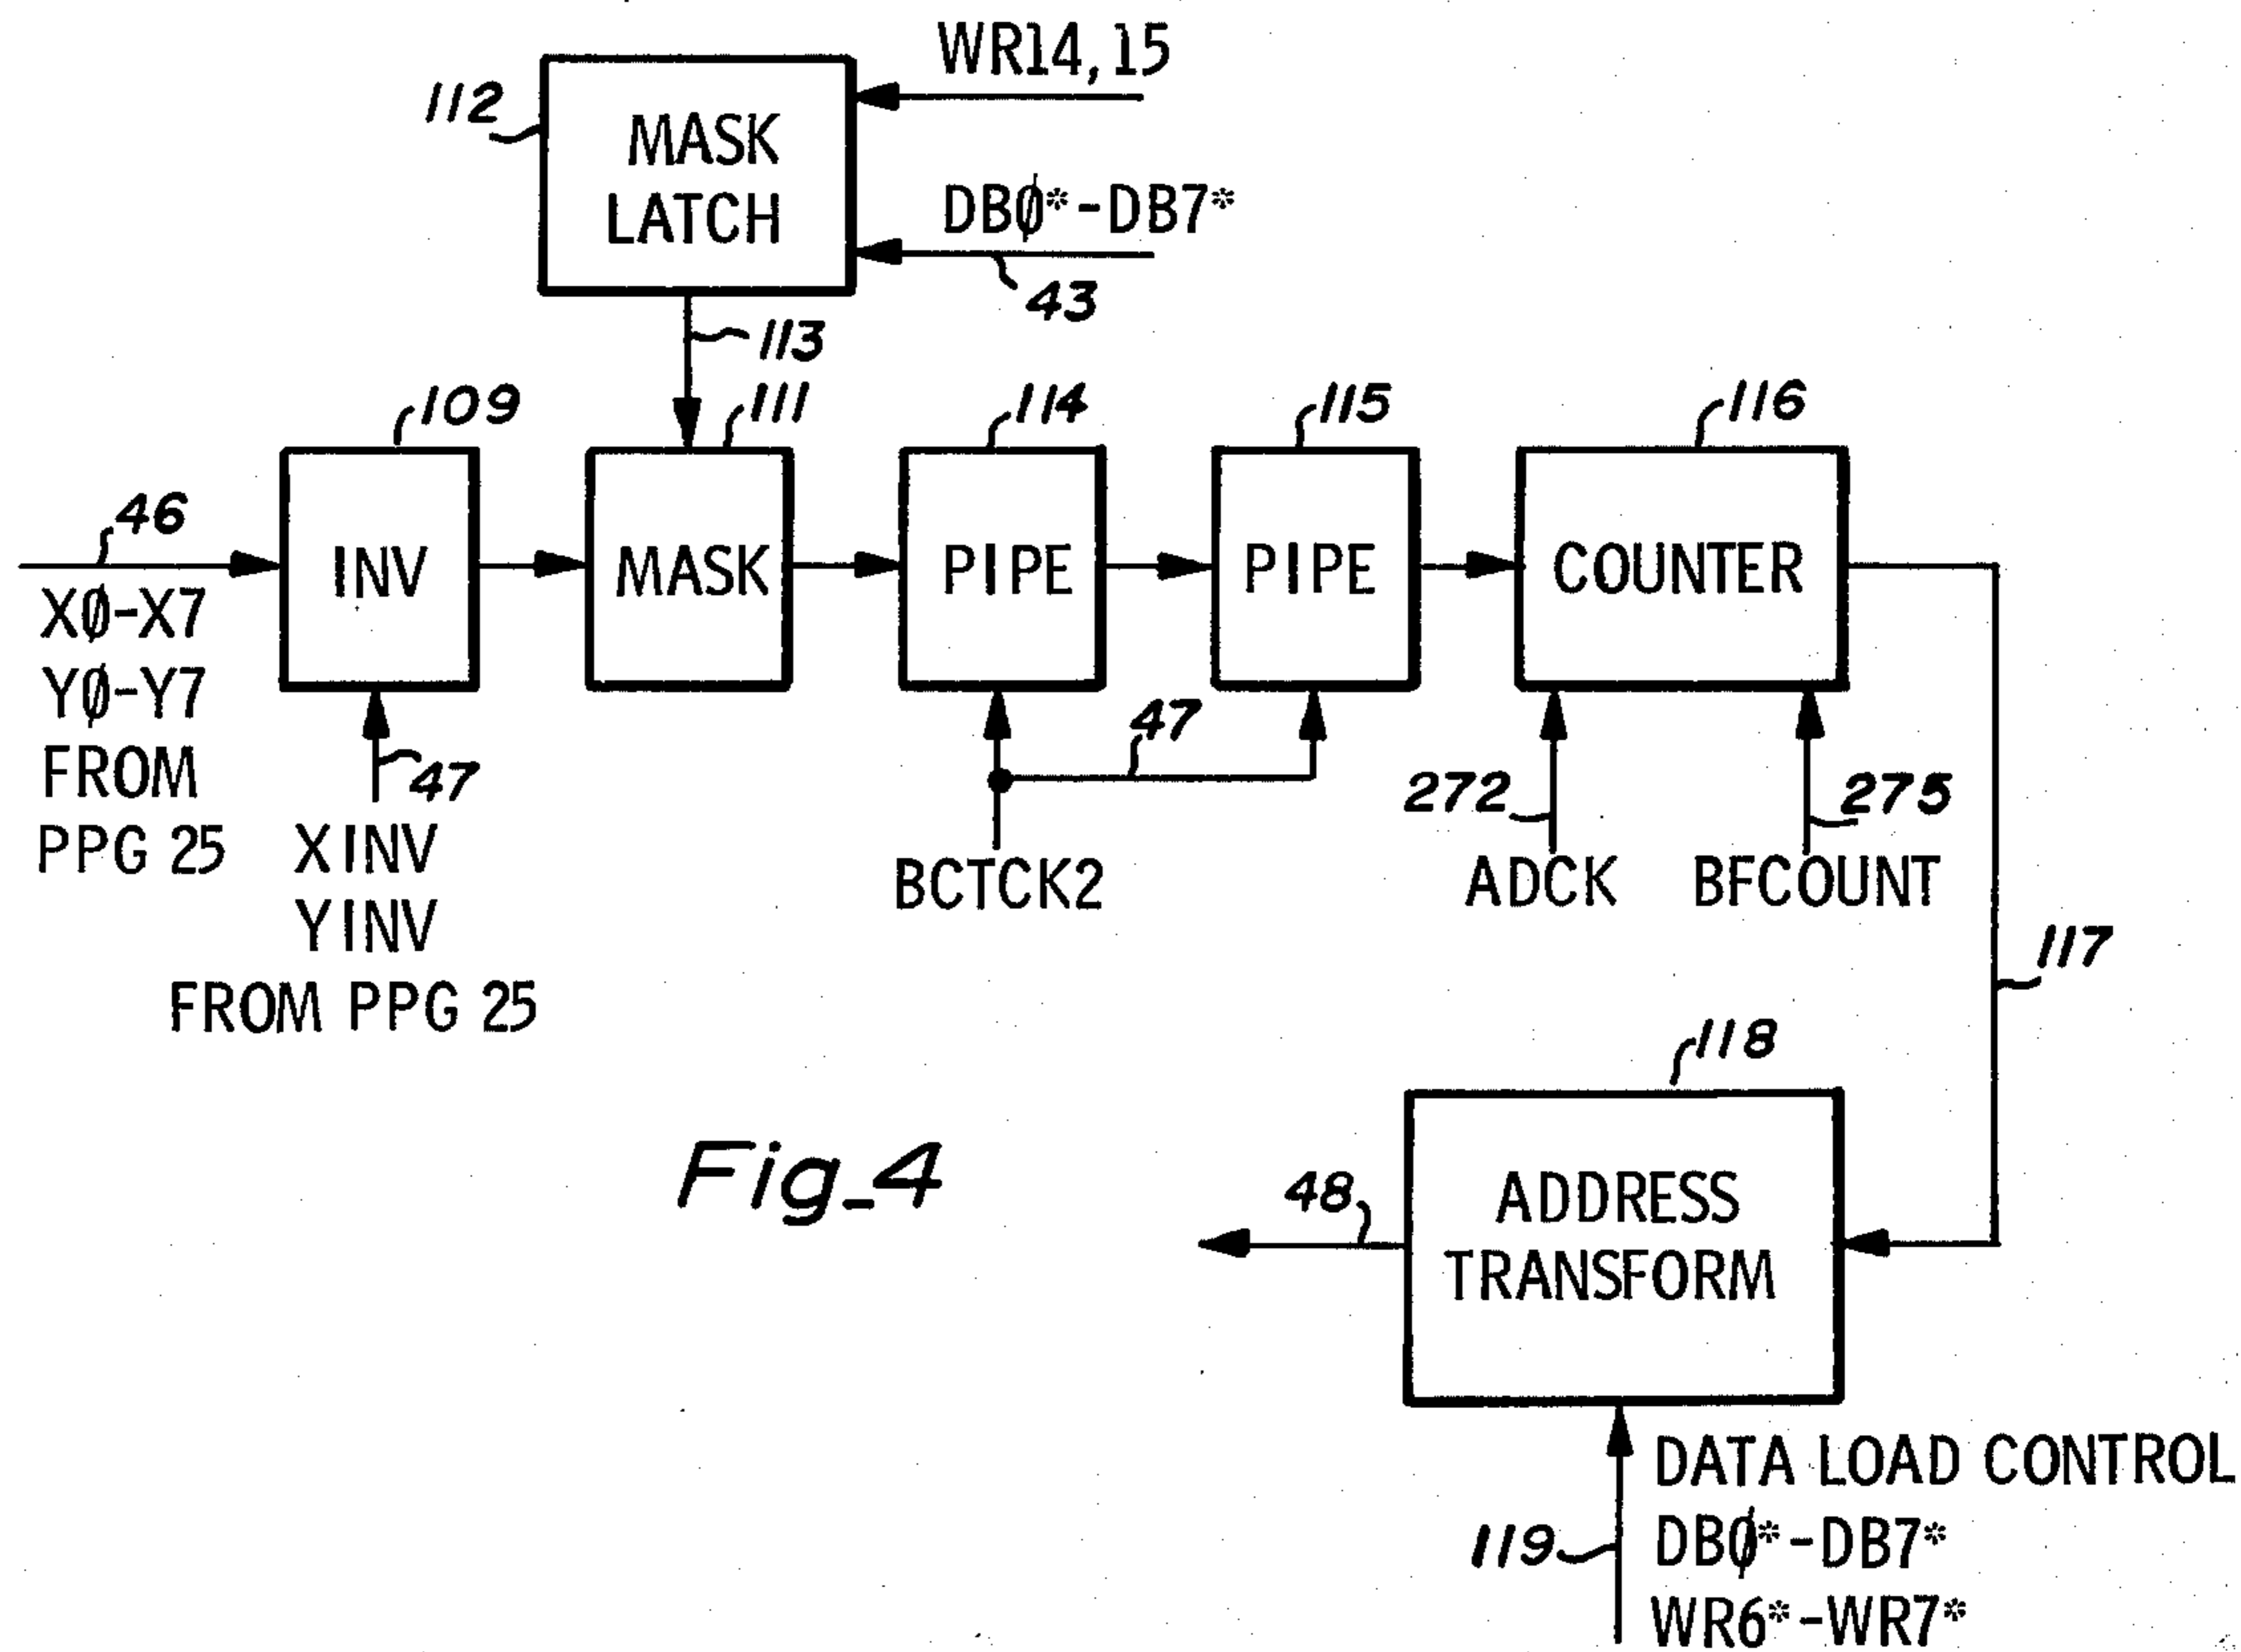 WR14, 15
112
MASK
LATCH
DBØ*-DB7*
43
113
109
111
114
115
116
46
INV
MASK
PIPE
PIPE
COUNTER
XØ-X7
YØ-Y7
FROM
PPG 25
47
XINV
YINV
FROM PPG 25
47
BCTCK2
272
ADCK
275
BFCOUNT
117
118
Fig_4
48
ADDRESS
TRANSFORM
119
DATA LOAD CONTROL
DBØ*-DB7*
WR6*-WR7*